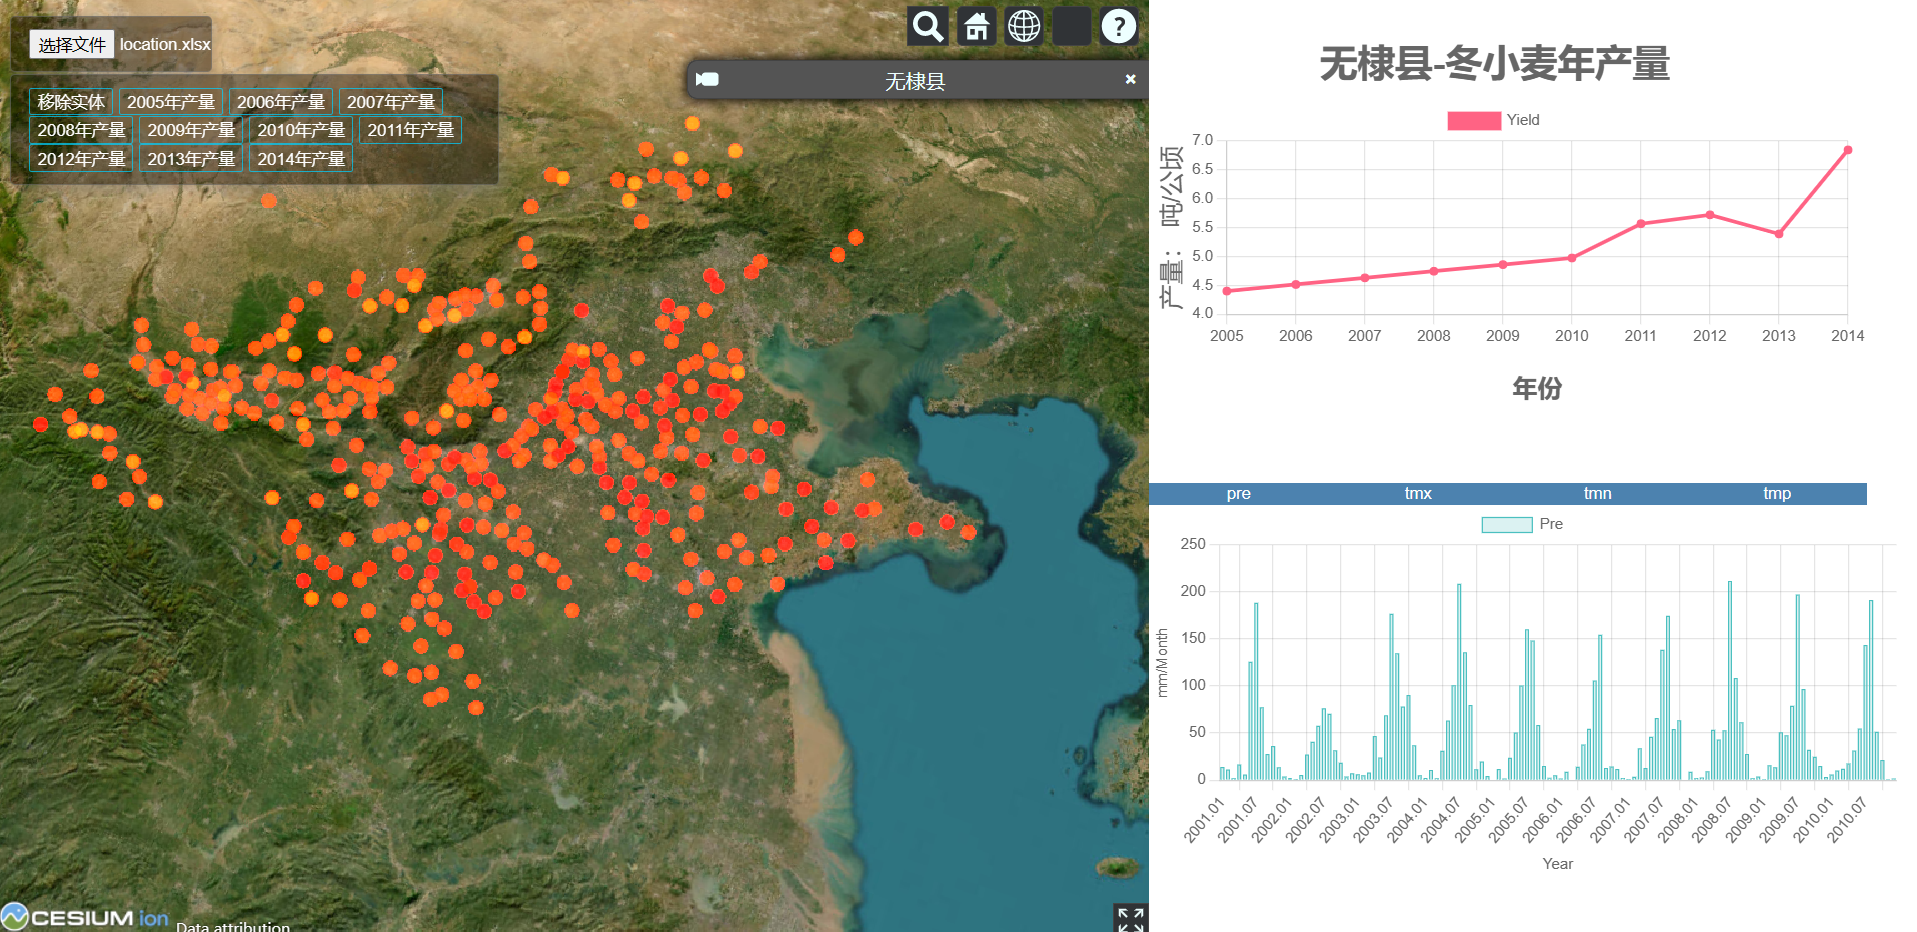 选择文件 location.xlsx
移除实体 2005年产量 2006年产量 2007年产量
2008年产量 2009年产量 2010年产量 2011年产量
2012年产量 2013年产量 2014年产量
?
无棣县 ×
CESIUM ion Data attribution
无棣县-冬小麦年产量
Yield
产量： 吨/公顷
7.0
6.5
6.0
5.5
5.0
4.5
4.0
2005 2006 2007 2008 2009 2010 2011 2012 2013 2014
年份
pre tmx tmn tmp
Pre
mm/Month
250
200
150
100
50
0
2001.01 2001.07 2002.01 2002.07 2003.01 2003.07 2004.01 2004.07 2005.01 2005.07 2006.01 2006.07 2007.01 2007.07 2008.01 2008.07 2009.01 2009.07 2010.01 2010.07
Year